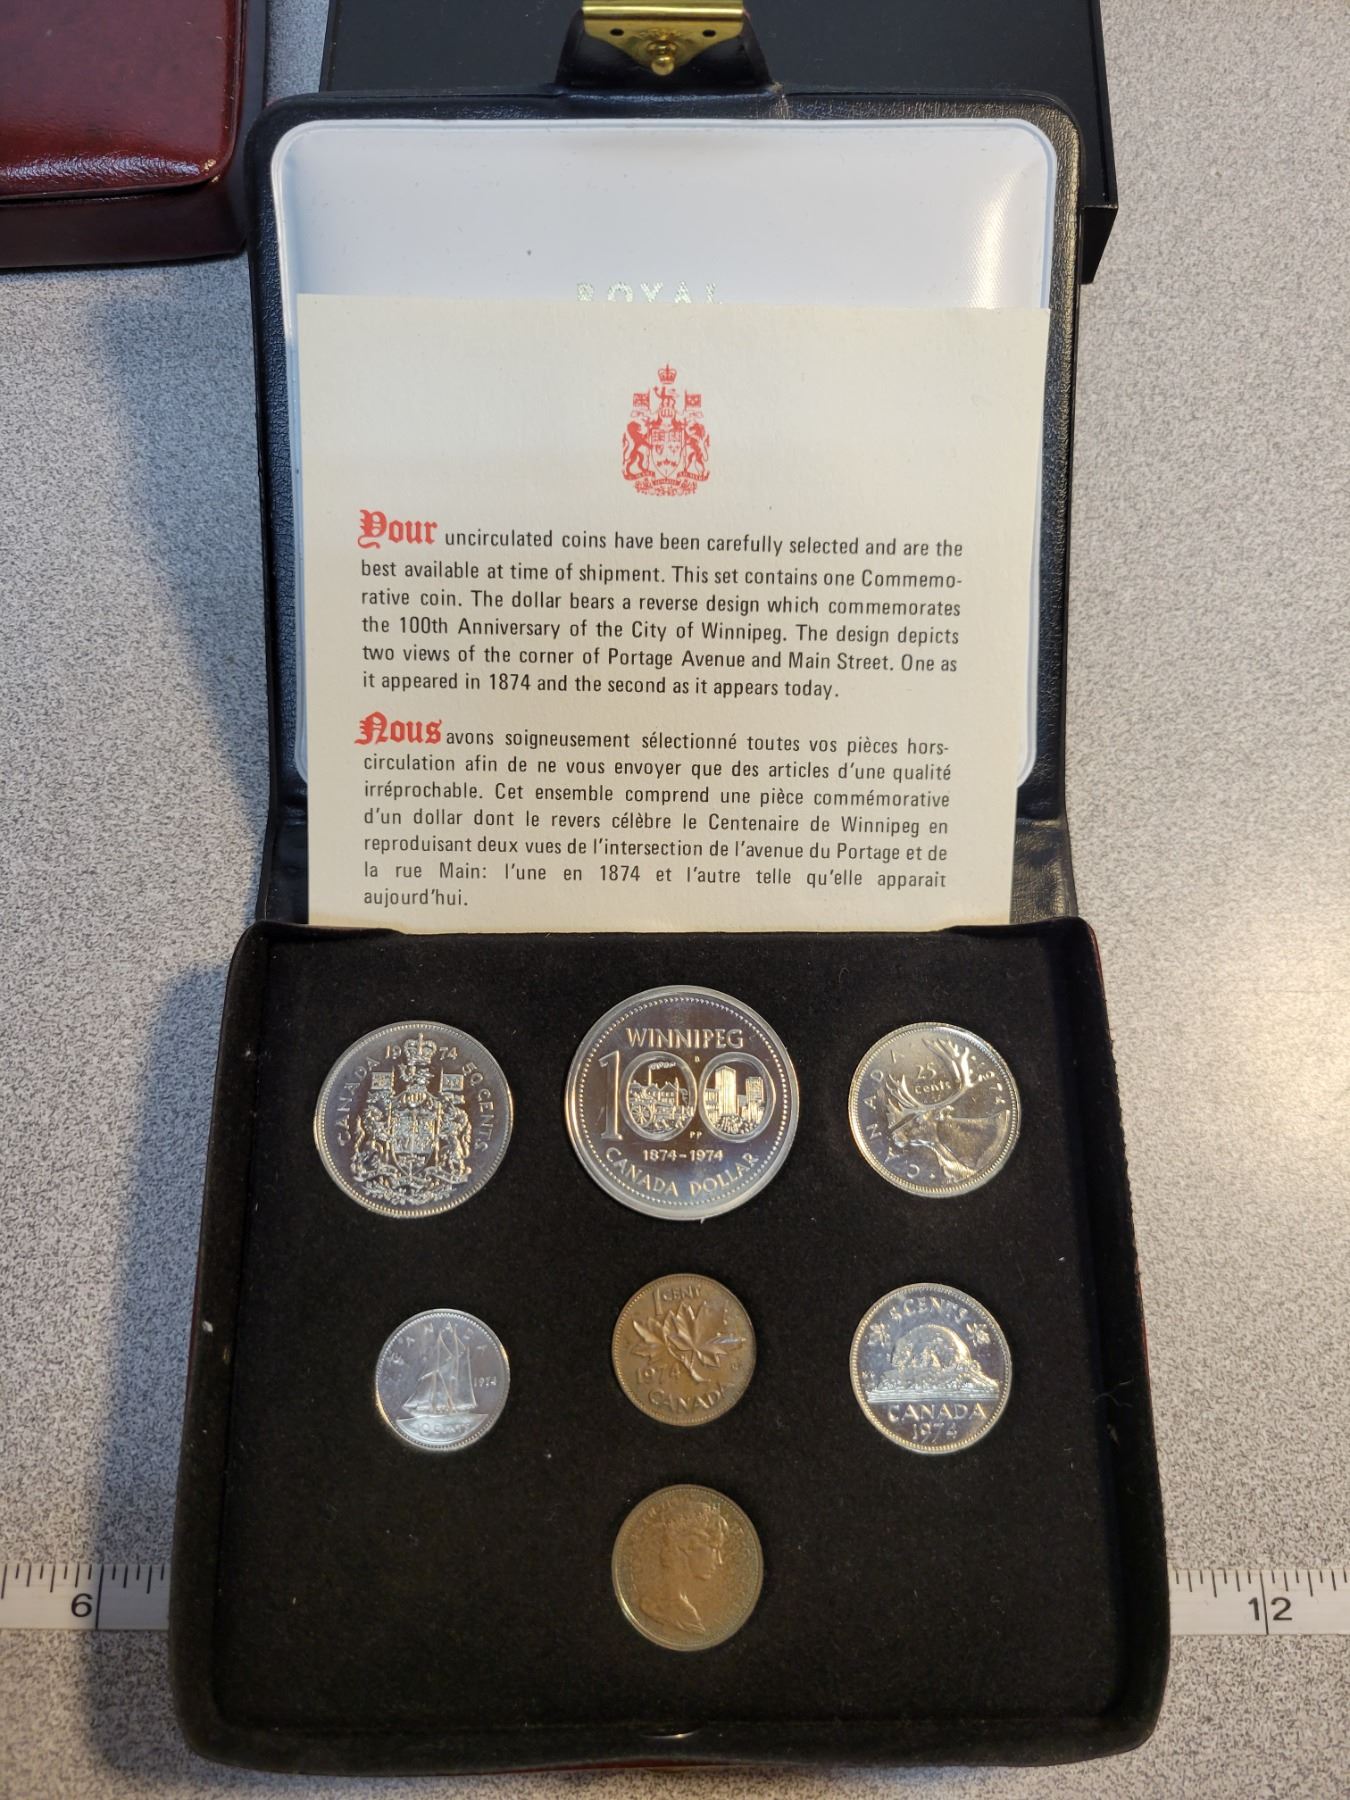 ROYAL
Your uncirculated coins have been carefully selected and are the
best available at time of shipment. This set contains one Commemo-
rative coin. The dollar bears a reverse design which commemorates
the 100th Anniversary of the City of Winnipeg. The design depicts
two views of the corner of Portage Avenue and Main Street. One as
it appeared in 1874 and the second as it appears today.
Nous avons soigneusement sélectionné toutes vos pièces hors-
circulation afin de ne vous envoyer que des articles d'une qualité
irréprochable. Cet ensemble comprend une pièce commémorative
d'un dollar dont le revers célèbre le Centenaire de Winnipeg en
reproduisant deux vues de l'intersection de l'avenue du Portage et de
la rue Main: l'une en 1874 et l'autre telle qu'elle apparait
aujourd'hui.
CANADA 1974 50 CENTS
WINNIPEG
100
PP
1874-1974
CANADA DOLLAR
CANADA 1974
25
cents
CANADA
1974
1 CENT
1974
CANADA
5 CENTS
CANADA
1974
6
12